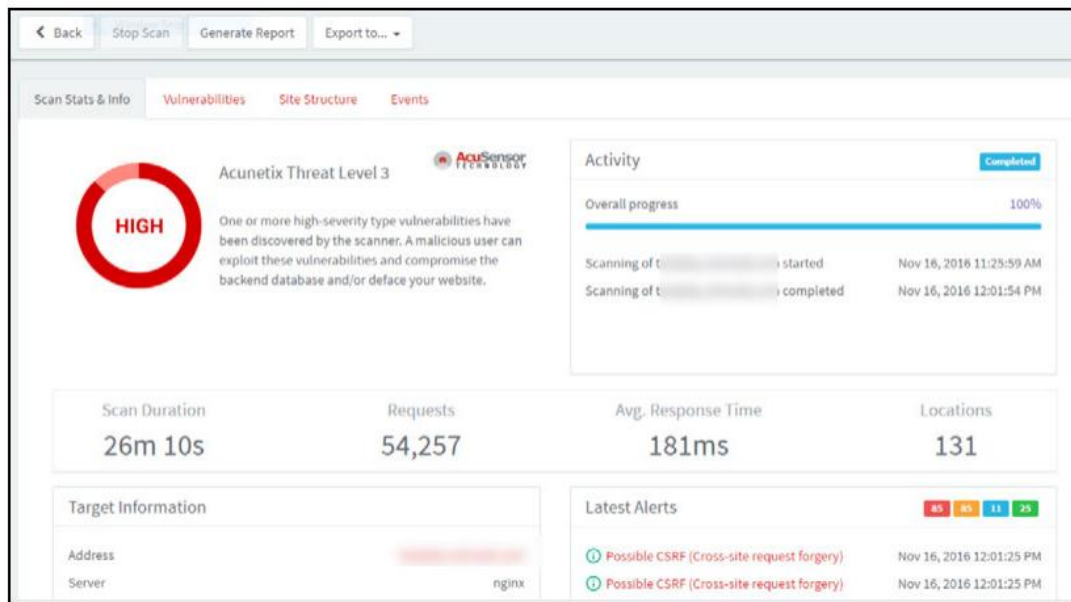 Back Stop Scan Generate Report Export to...
Scan Stats & Info Vulnerabilities Site Structure Events
HIGH
Acunetix Threat Level 3
AcuSensor
TECHNOLOGY
One or more high-severity type vulnerabilities have
been discovered by the scanner. A malicious user can
exploit these vulnerabilities and compromise the
backend database and/or deface your website.
Activity Completed
Overall progress 100%
Scanning of t started Nov 16, 2016 11:25:59 AM
Scanning of t completed Nov 16, 2016 12:01:54 PM
Scan Duration Requests Avg. Response Time Locations
26m 10s 54,257 181ms 131
Target Information
Address
Server nginx
Latest Alerts 85 85 11 25
Possible CSRF (Cross-site request forgery) Nov 16, 2016 12:01:25 PM
Possible CSRF (Cross-site request forgery) Nov 16, 2016 12:01:25 PM